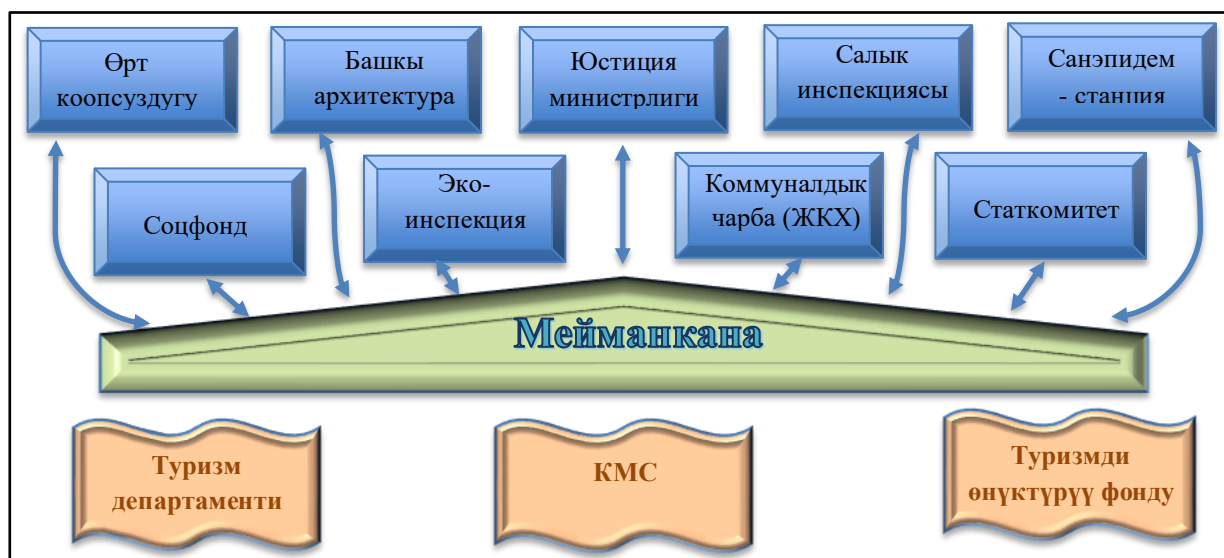 Өрт
коопсуздугу
Башкы
архитектура
Юстиция
министрлиги
Салык
инспекциясы
Санэпидем
- станция
Соцфонд
Эко-
инспекция
Коммуналдык
чарба (ЖКХ)
Статкомитет
Мейманкана
Туризм
департаменти
КМС
Туризмди
өнүктүрүү фонду